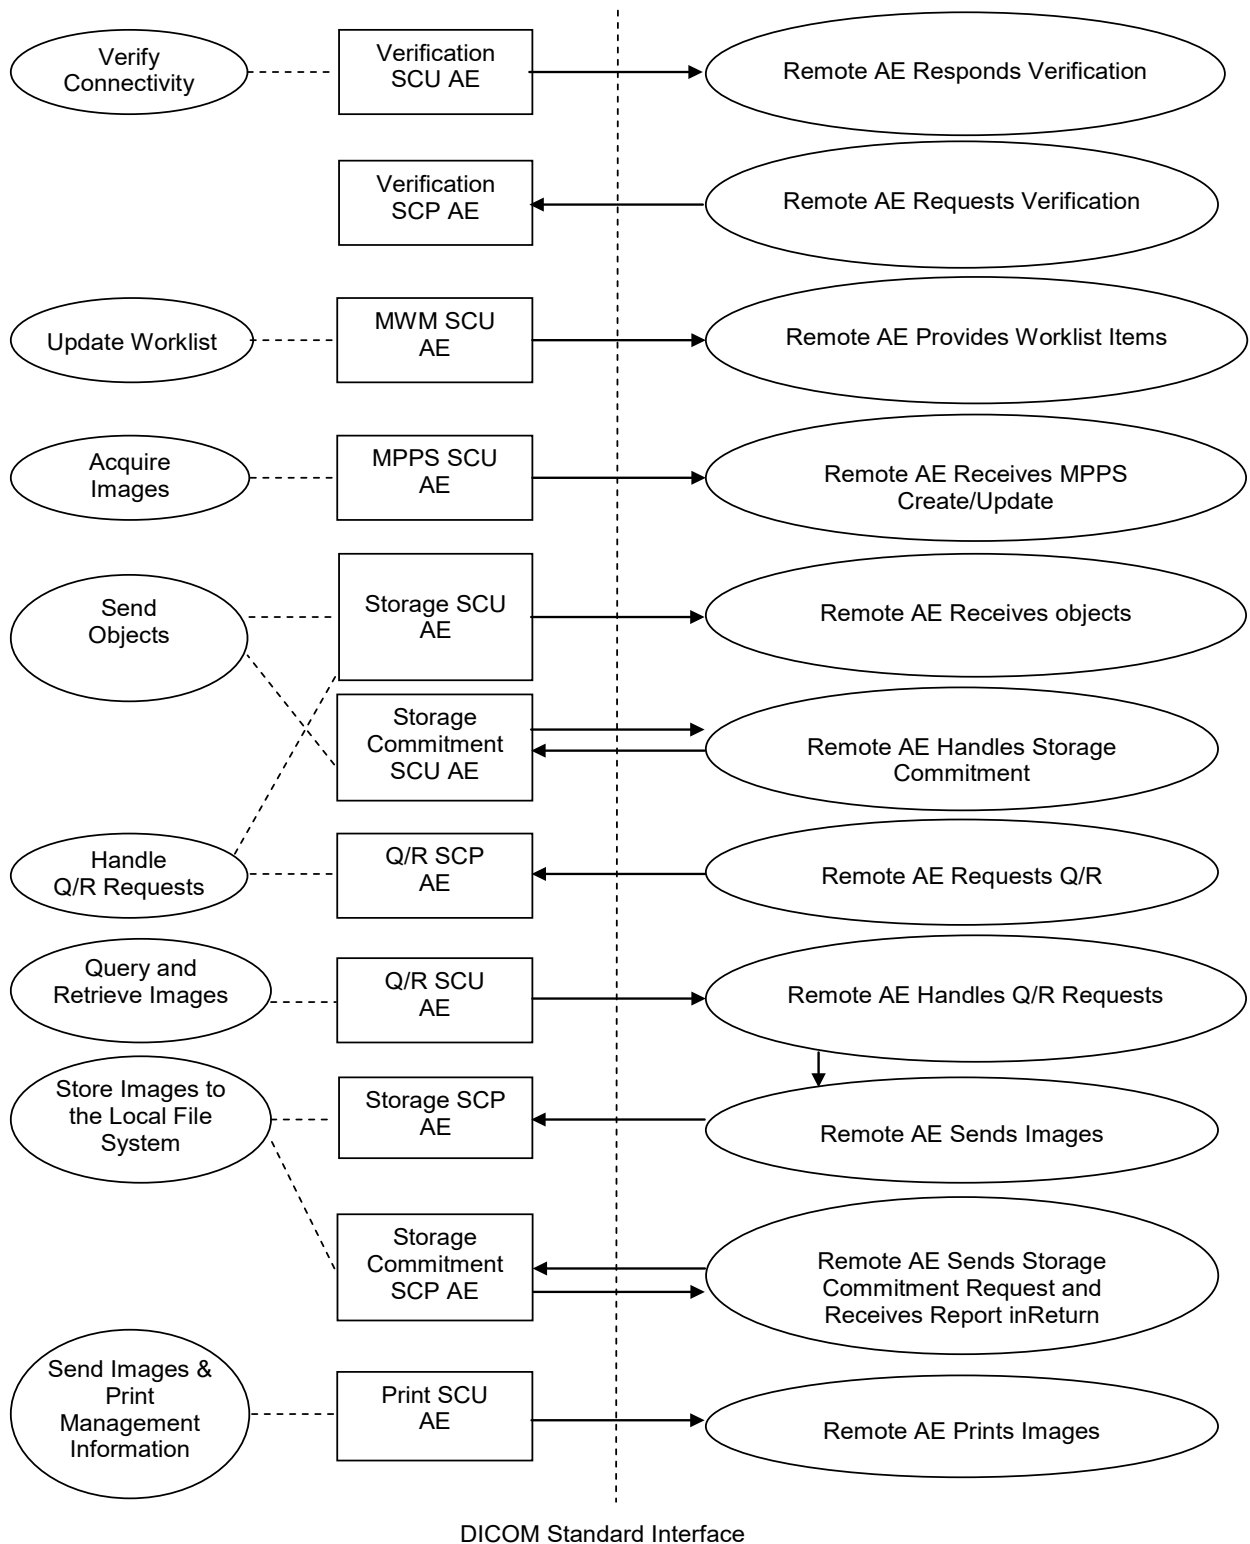 Verify
Connectivity
Verification
SCU AE
Remote AE Responds Verification
Verification
SCP AE
Remote AE Requests Verification
Update Worklist
MWM SCU
AE
Remote AE Provides Worklist Items
Acquire
Images
MPPS SCU
AE
Remote AE Receives MPPS
Create/Update
Send
Objects
Storage SCU
AE
Remote AE Receives objects
Storage
Commitment
SCU AE
Remote AE Handles Storage
Commitment
Handle
Q/R Requests
Q/R SCP
AE
Remote AE Requests Q/R
Query and
Retrieve Images
Q/R SCU
AE
Remote AE Handles Q/R Requests
Store Images to
the Local File
System
Storage SCP
AE
Remote AE Sends Images
Storage
Commitment
SCP AE
Remote AE Sends Storage
Commitment Request and
Receives Report inReturn
Send Images &
Print
Management
Information
Print SCU
AE
Remote AE Prints Images
DICOM Standard Interface